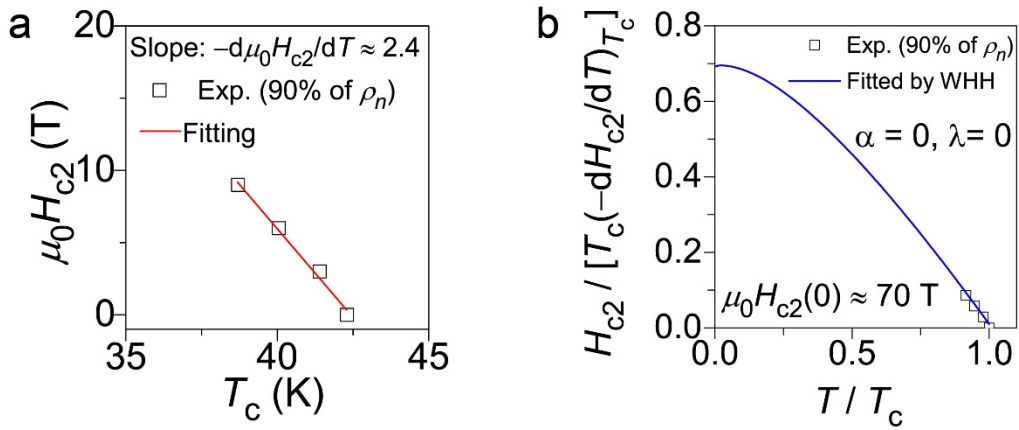 a
20
Slope: –dμ₀Hc2/dT ≈ 2.4
Exp. (90% of ρn)
Fitting
10
0
35
40
45
μ₀Hc2 (T)
Tc (K)
b
0.8
Exp. (90% of ρn)
Fitted by WHH
α = 0, λ= 0
0.6
0.4
0.2
μ₀Hc2(0) ≈ 70 T
0.0
0.0
0.5
1.0
Hc2 / [Tc(-dHc2/dT)Tc]
T / Tc